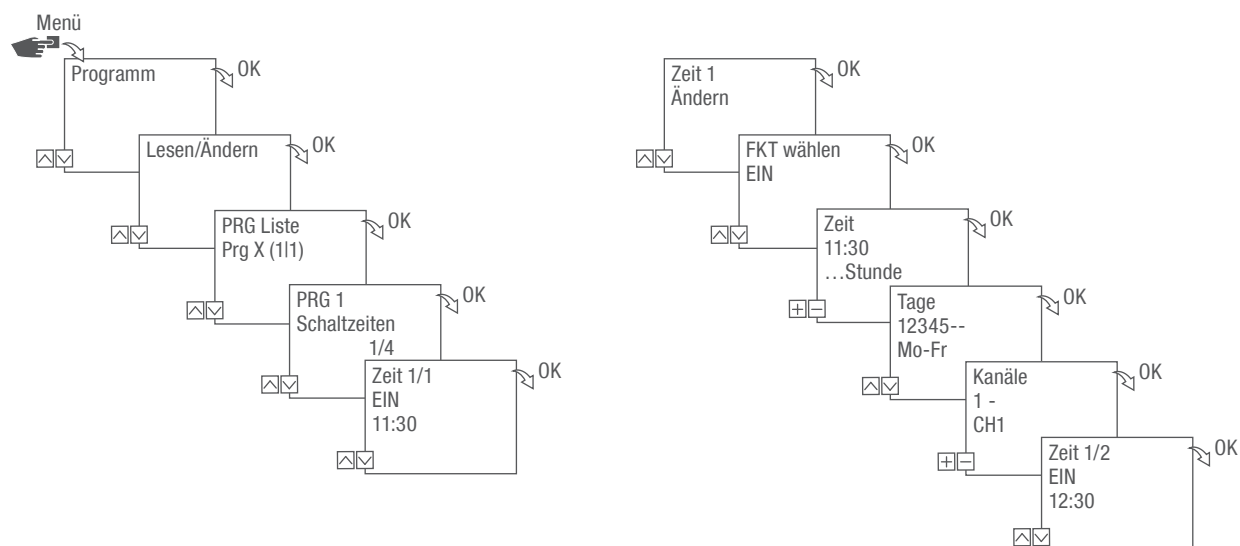 Menü
Programm
OK
Lesen/Ändern
OK
PRG Liste
Prg X (1|1)
OK
PRG 1
Schaltzeiten
1/4
OK
Zeit 1/1
EIN
11:30
OK
Zeit 1
Ändern
OK
FKT wählen
EIN
OK
Zeit
11:30
...Stunde
OK
Tage
12345--
Mo-Fr
OK
Kanäle
1 -
CH1
OK
Zeit 1/2
EIN
12:30
OK